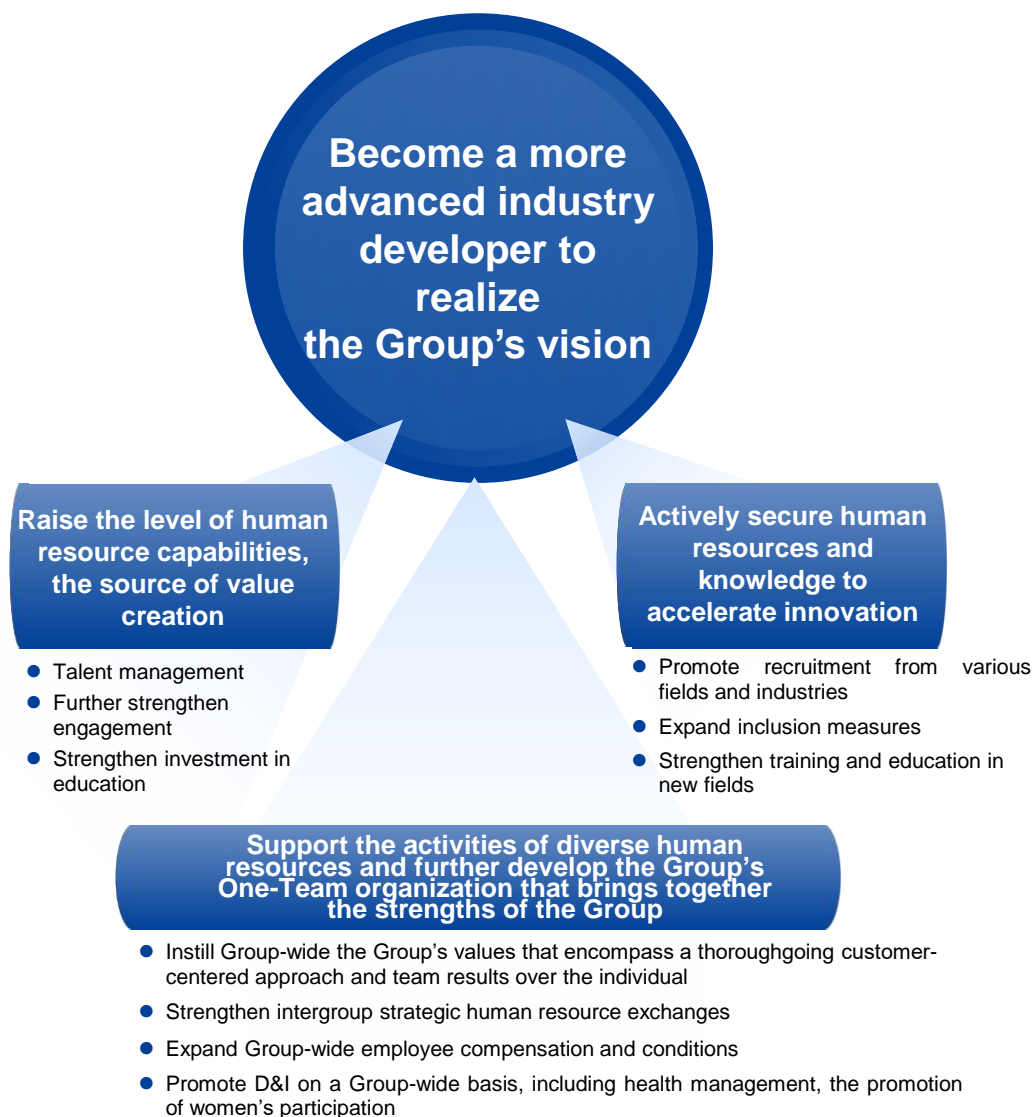 Become a more
advanced industry
developer to
realize
the Group’s vision
Raise the level of human
resource capabilities,
the source of value
creation
● Talent management
● Further strengthen
engagement
● Strengthen investment in
education
Actively secure human
resources and
knowledge to
accelerate innovation
● Promote recruitment from various
fields and industries
● Expand inclusion measures
● Strengthen training and education in
new fields
Support the activities of diverse human
resources and further develop the Group’s
One-Team organization that brings together
the strengths of the Group
● Instill Group-wide the Group’s values that encompass a thoroughgoing customer-
centered approach and team results over the individual
● Strengthen intergroup strategic human resource exchanges
● Expand Group-wide employee compensation and conditions
● Promote D&I on a Group-wide basis, including health management, the promotion
of women’s participation